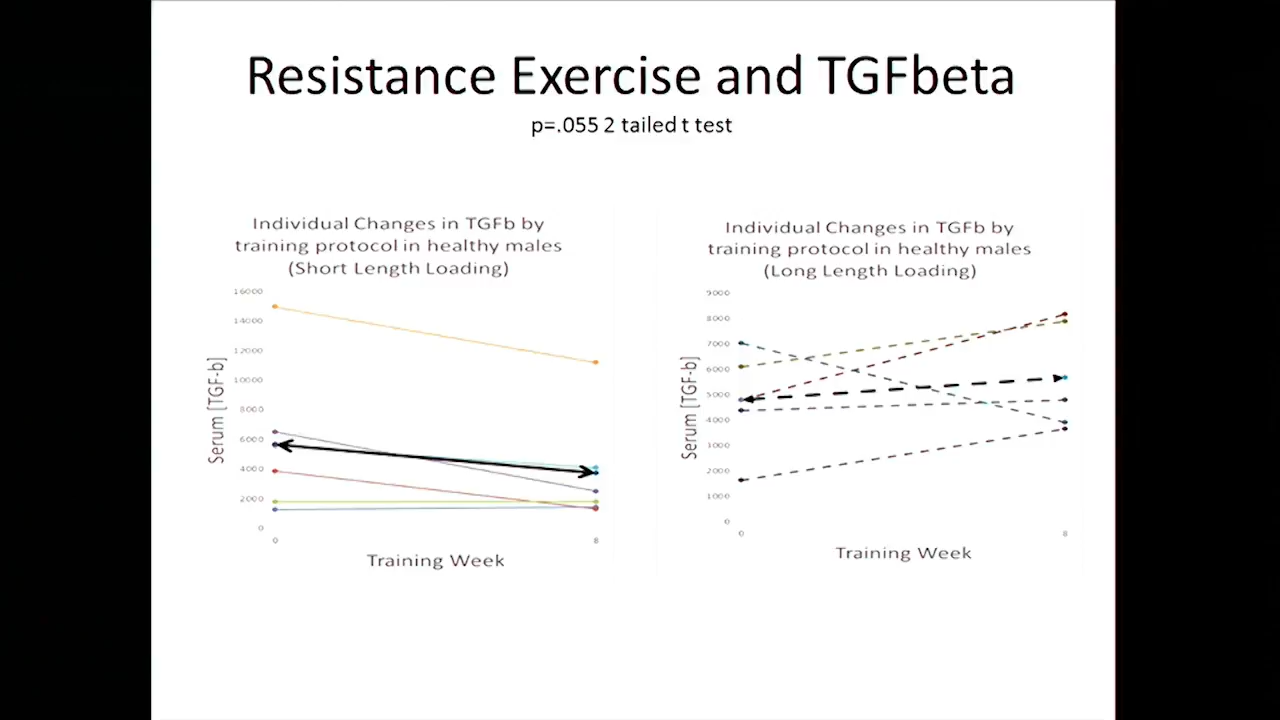 Resistance Exercise and TGFbeta
p=.055 2 tailed t test
Individual Changes in TGFb by
training protocol in healthy males
(Short Length Loading)
16000
14000
12000
10000
8000
6000
4000
2000
0
Serum [TGF-b]
0
8
Training Week
Individual Changes in TGFb by
training protocol in healthy males
(Long Length Loading)
9000
8000
7000
6000
5000
4000
3000
2000
1000
0
Serum [TGF-b]
0
8
Training Week